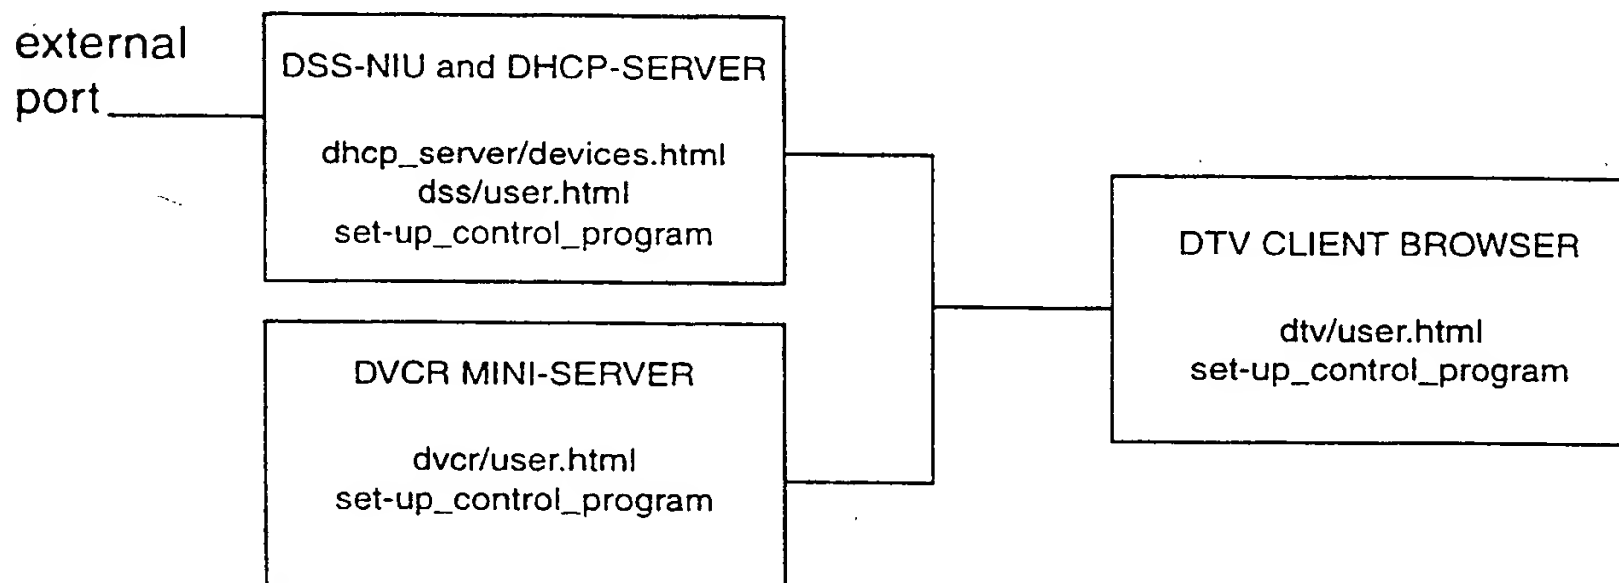 external
port
DSS-NIU and DHCP-SERVER
dhcp_server/devices.html
dss/user.html
set-up_control_program
DVCR MINI-SERVER
dvcr/user.html
set-up_control_program
DTV CLIENT BROWSER
dtv/user.html
set-up_control_program